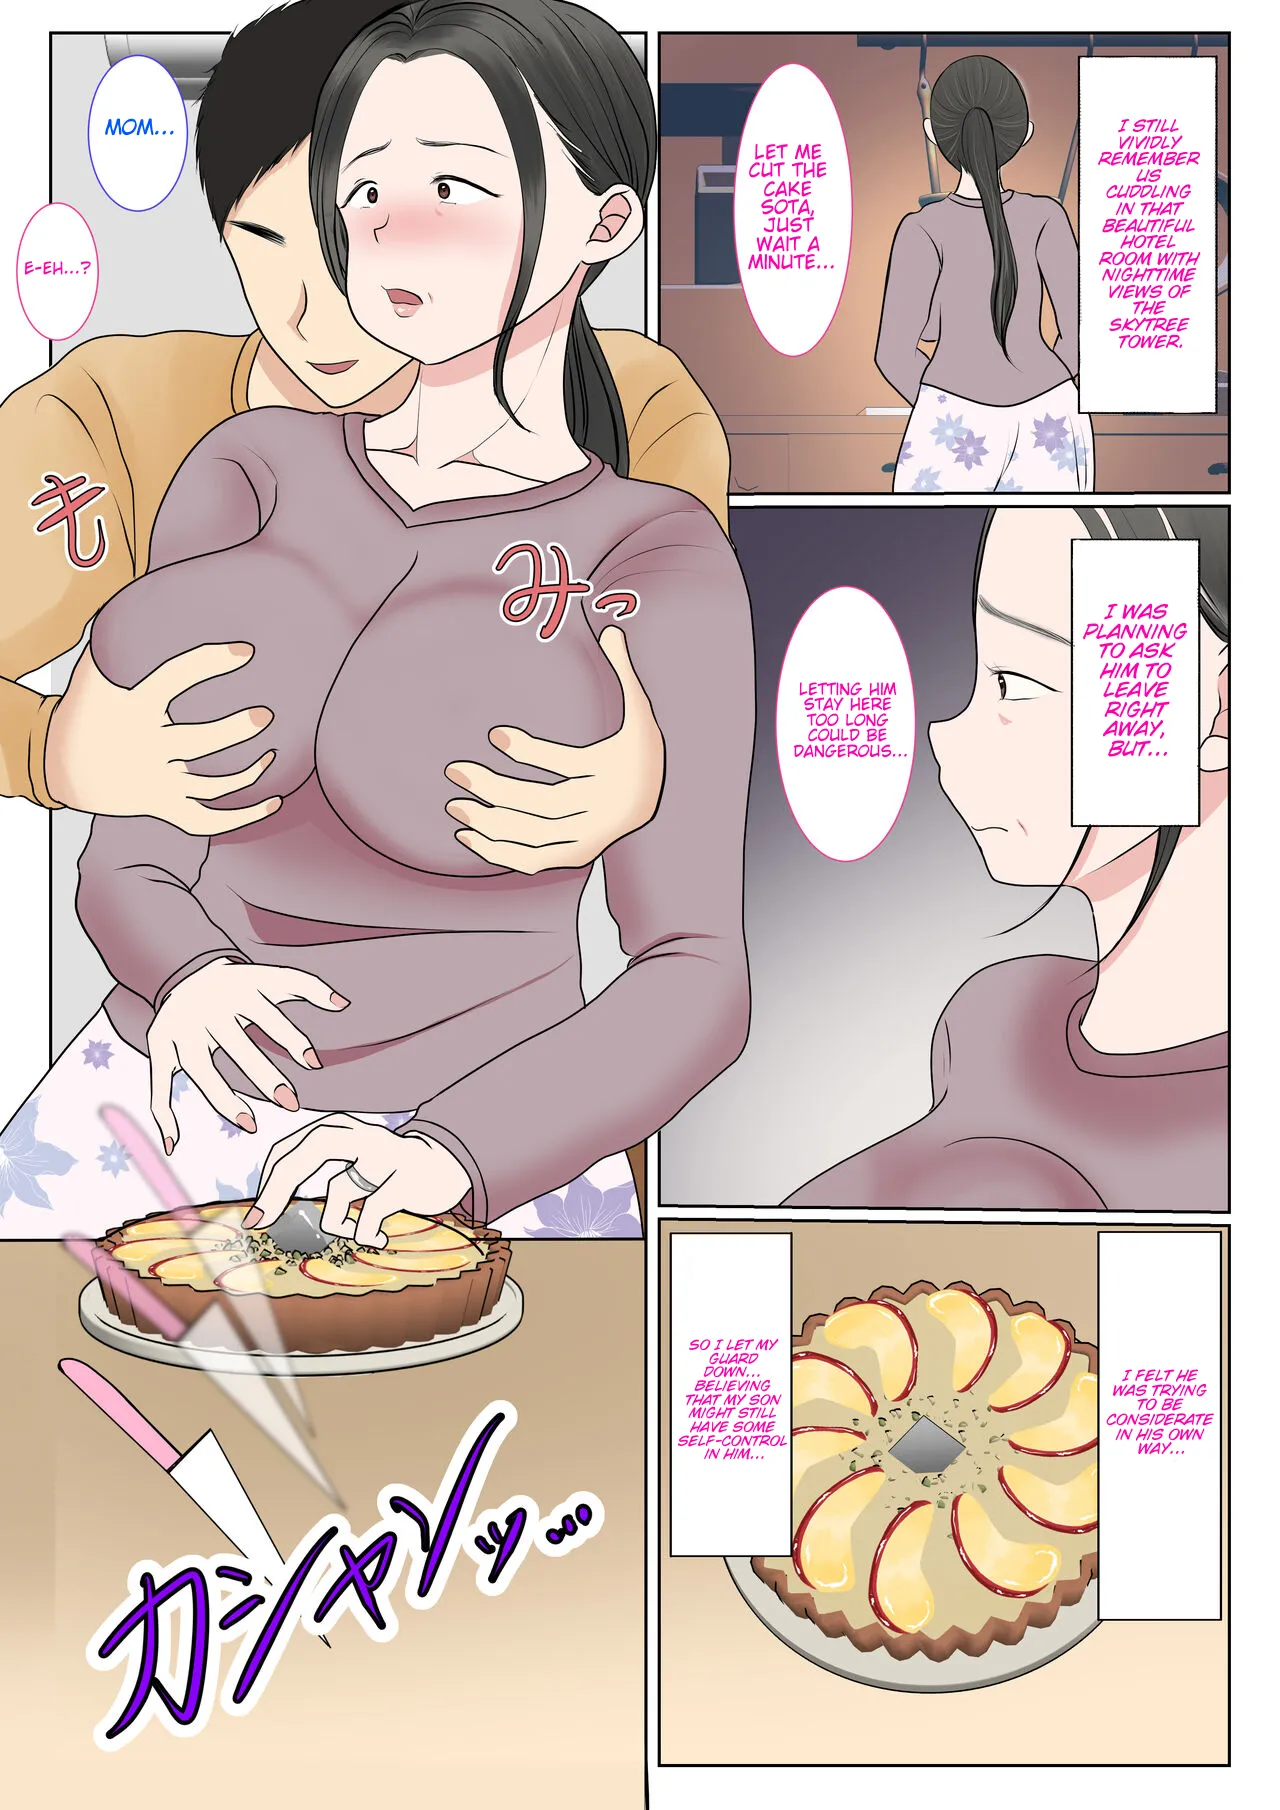 I STILL
VIVIDLY
REMEMBER
US
CUDDLING
IN THAT
BEAUTIFUL
HOTEL
ROOM WITH
NIGHTTIME
VIEWS OF
THE
SKYTREE
TOWER.
LET ME
CUT THE
CAKE
SOTA,
JUST
WAIT A
MINUTE...
I WAS
PLANNING
TO ASK
HIM TO
LEAVE
RIGHT
AWAY,
BUT...
LETTING HIM
STAY HERE
TOO LONG
COULD BE
DANGEROUS...
I FELT HE
WAS TRYING
TO BE
CONSIDERATE
IN HIS OWN
WAY...
SO I LET MY
GUARD
DOWN...
BELIEVING
THAT MY SON
MIGHT STILL
HAVE SOME
SELF-CONTROL
IN HIM...
MOM...
E-EH...?
も
みっ
カシャンッ...